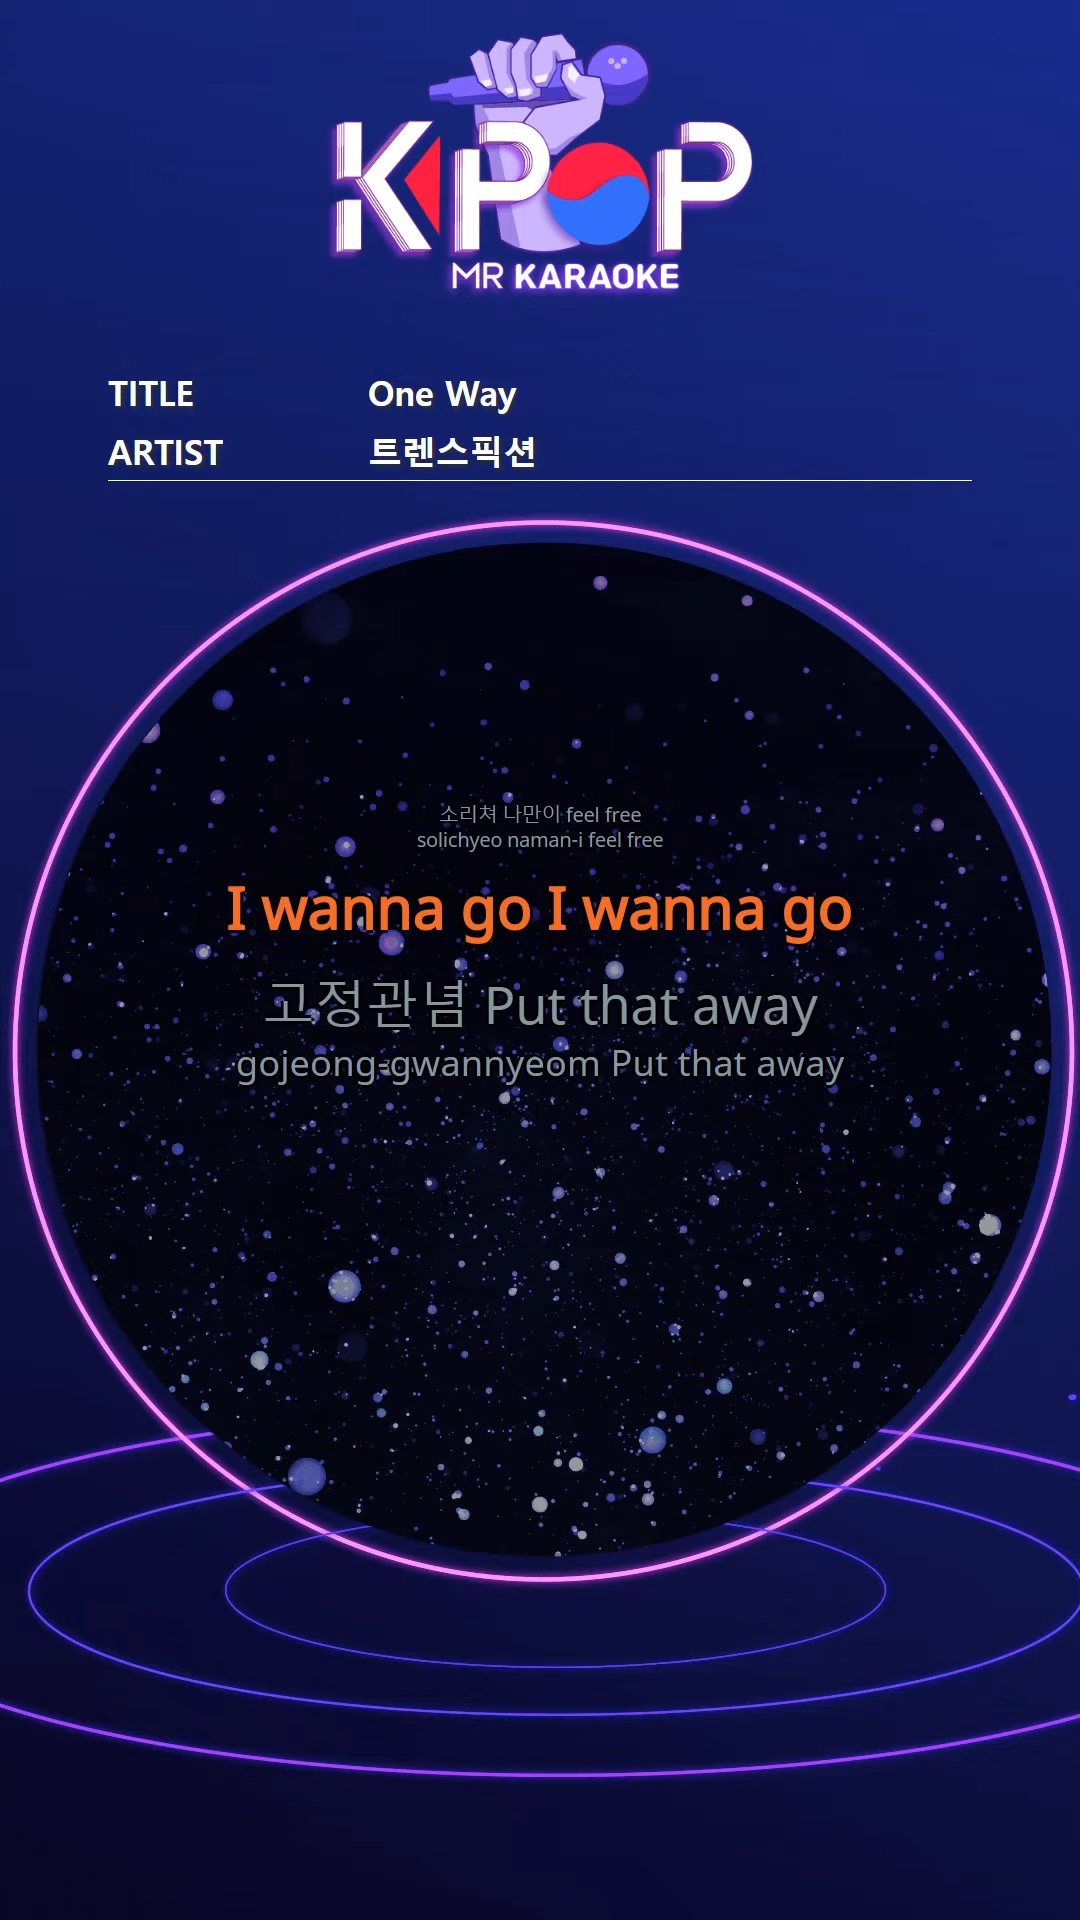 KPOP
MR KARAOKE
TITLE One Way
ARTIST 트렌스픽션
소리쳐 나만이 feel free
solichyeo naman-i feel free
I wanna go I wanna go
고정관념 Put that away
gojeong-gwannyeom Put that away